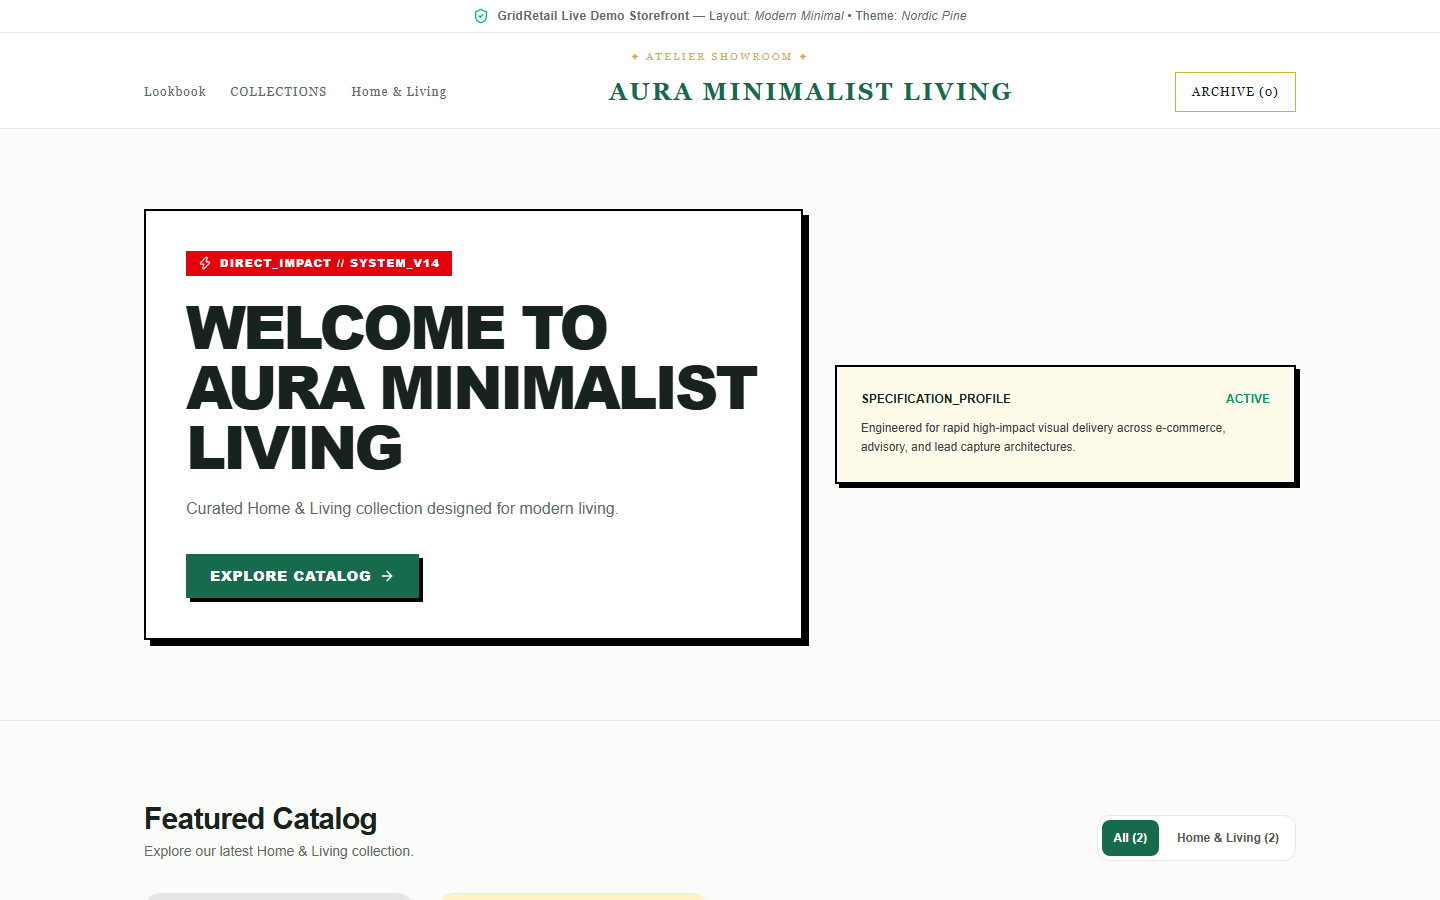 GridRetail Live Demo Storefront — Layout: Modern Minimal • Theme: Nordic Pine
✦ ATELIER SHOWROOM ✦
Lookbook COLLECTIONS Home & Living
AURA MINIMALIST LIVING
ARCHIVE (0)
DIRECT_IMPACT // SYSTEM_V14
WELCOME TO
AURA MINIMALIST
LIVING
Curated Home & Living collection designed for modern living.
EXPLORE CATALOG →
SPECIFICATION_PROFILE ACTIVE
Engineered for rapid high-impact visual delivery across e-commerce,
advisory, and lead capture architectures.
Featured Catalog
Explore our latest Home & Living collection.
All (2) Home & Living (2)